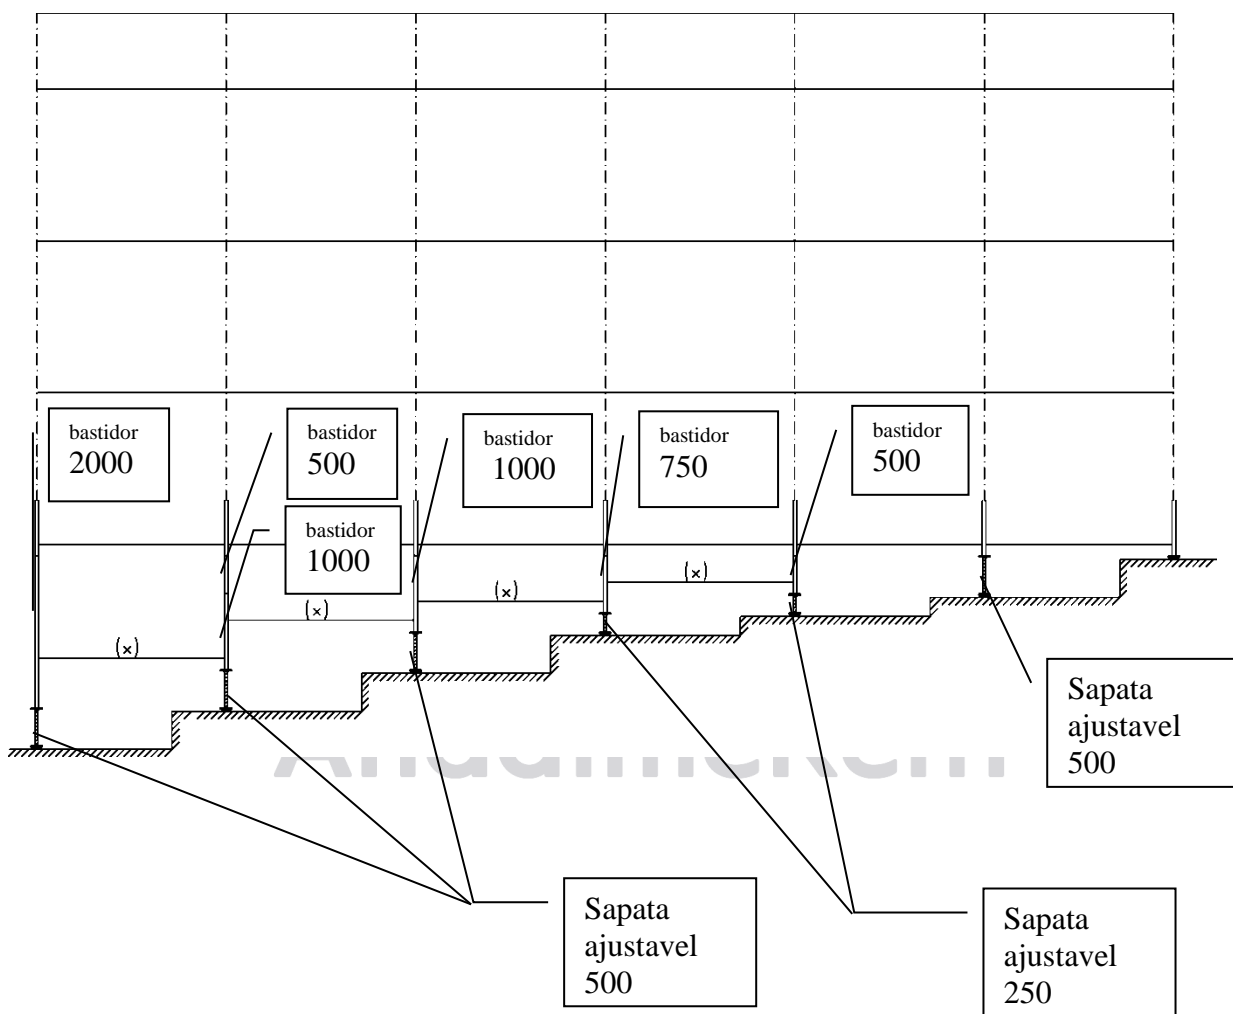 bastidor
2000
bastidor
500
bastidor
1000
bastidor
750
bastidor
500
bastidor
1000
(x)
(x)
(x)
(x)
Sapata
ajustavel
500
Sapata
ajustavel
500
Sapata
ajustavel
250